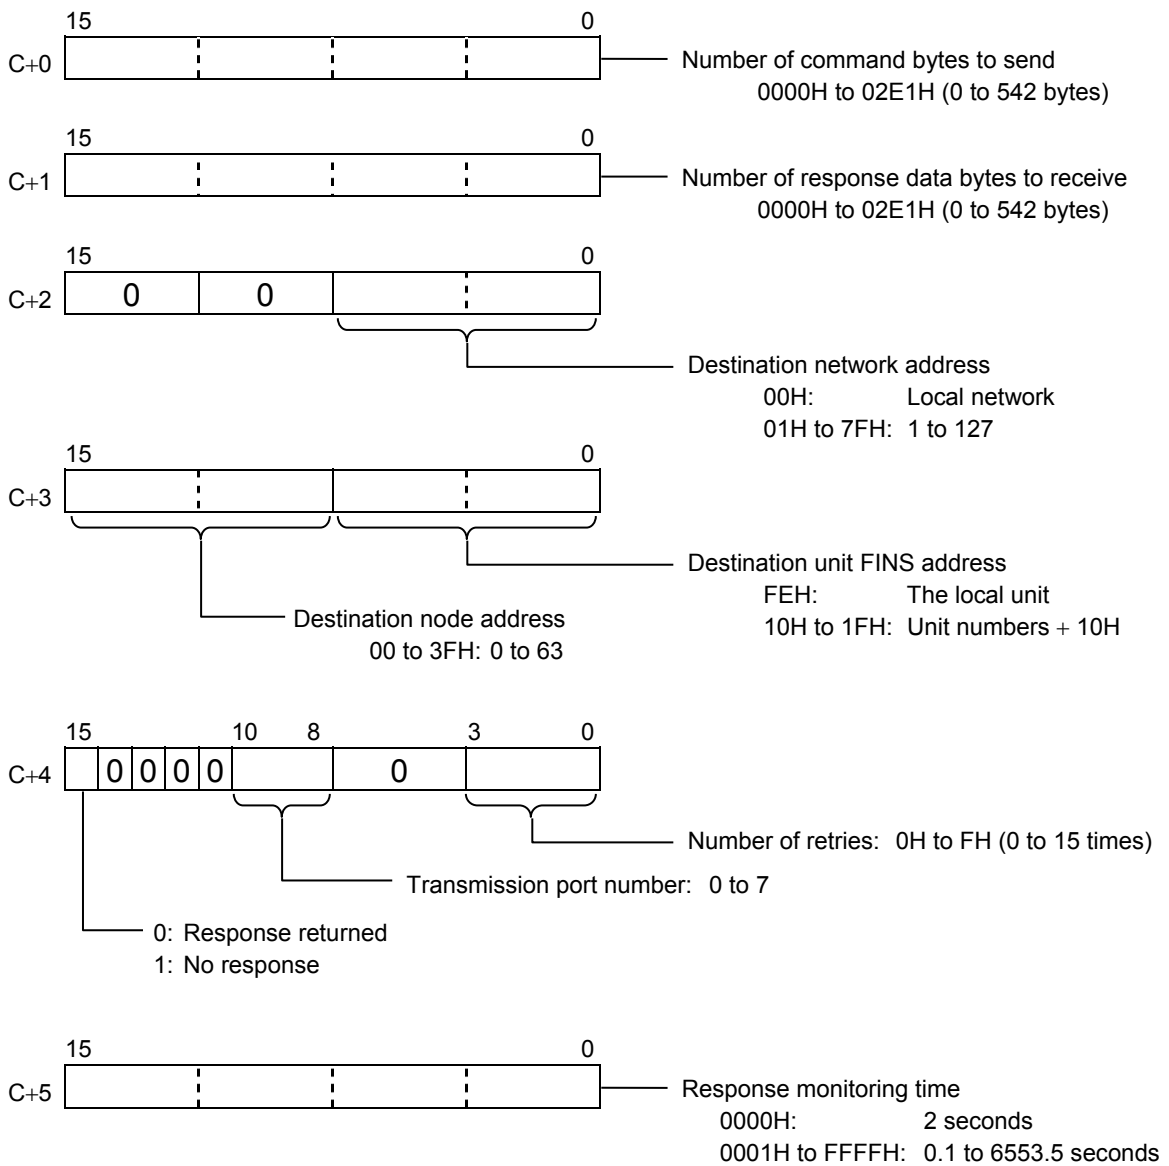 15 0
C+0
Number of command bytes to send
0000H to 02E1H (0 to 542 bytes)
15 0
C+1
Number of response data bytes to receive
0000H to 02E1H (0 to 542 bytes)
15 0
C+2 0 0
Destination network address
00H: Local network
01H to 7FH: 1 to 127
15 0
C+3
Destination unit FINS address
FEH: The local unit
10H to 1FH: Unit numbers + 10H
Destination node address
00 to 3FH: 0 to 63
15 10 8 3 0
C+4 0 0 0 0 0
Number of retries: 0H to FH (0 to 15 times)
Transmission port number: 0 to 7
0: Response returned
1: No response
15 0
C+5
Response monitoring time
0000H: 2 seconds
0001H to FFFFH: 0.1 to 6553.5 seconds